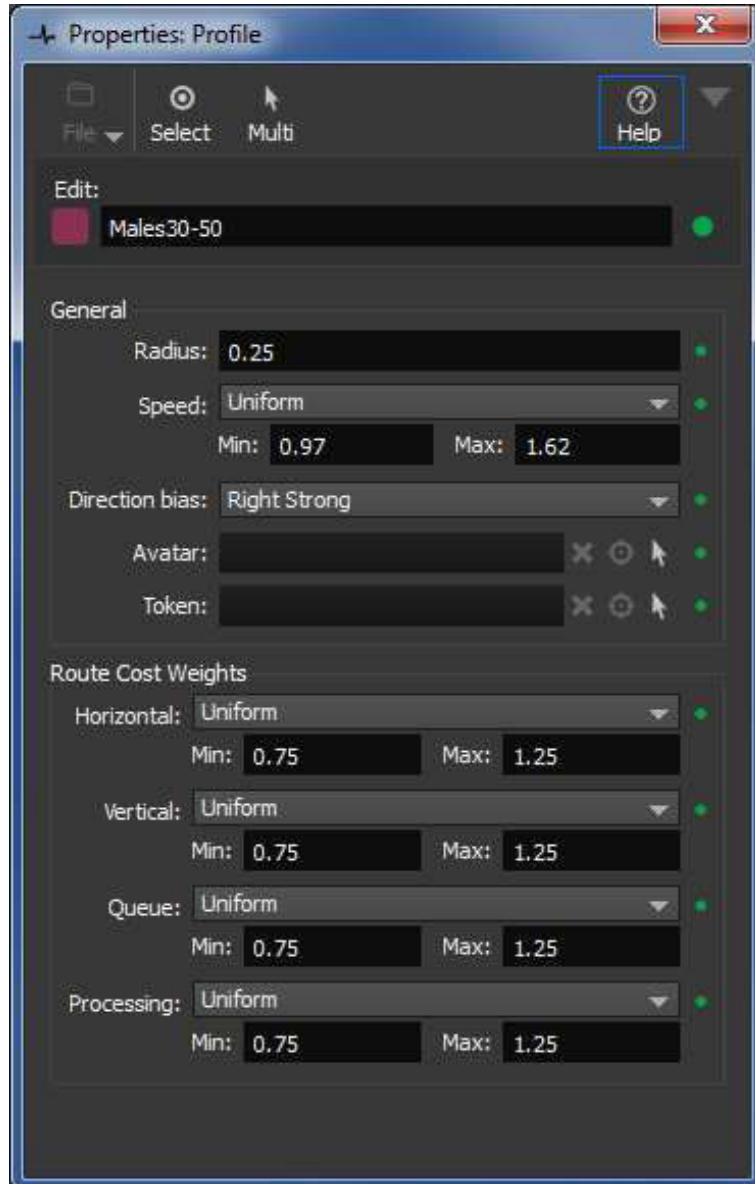 Properties: Profile
File Select Multi Help
Edit:
Males30-50
General
Radius: 0.25
Speed: Uniform
Min: 0.97 Max: 1.62
Direction bias: Right Strong
Avatar:
Token:
Route Cost Weights
Horizontal: Uniform
Min: 0.75 Max: 1.25
Vertical: Uniform
Min: 0.75 Max: 1.25
Queue: Uniform
Min: 0.75 Max: 1.25
Processing: Uniform
Min: 0.75 Max: 1.25